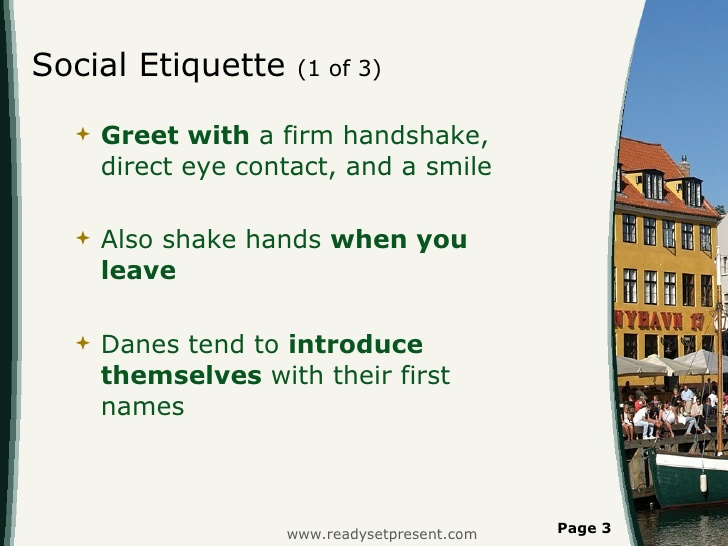 Social Etiquette (1 of 3)
Greet with a firm handshake,
direct eye contact, and a smile
Also shake hands when you
leave
Danes tend to introduce
themselves with their first
names
NYHAVN 17
www.readysetpresent.com
Page 3